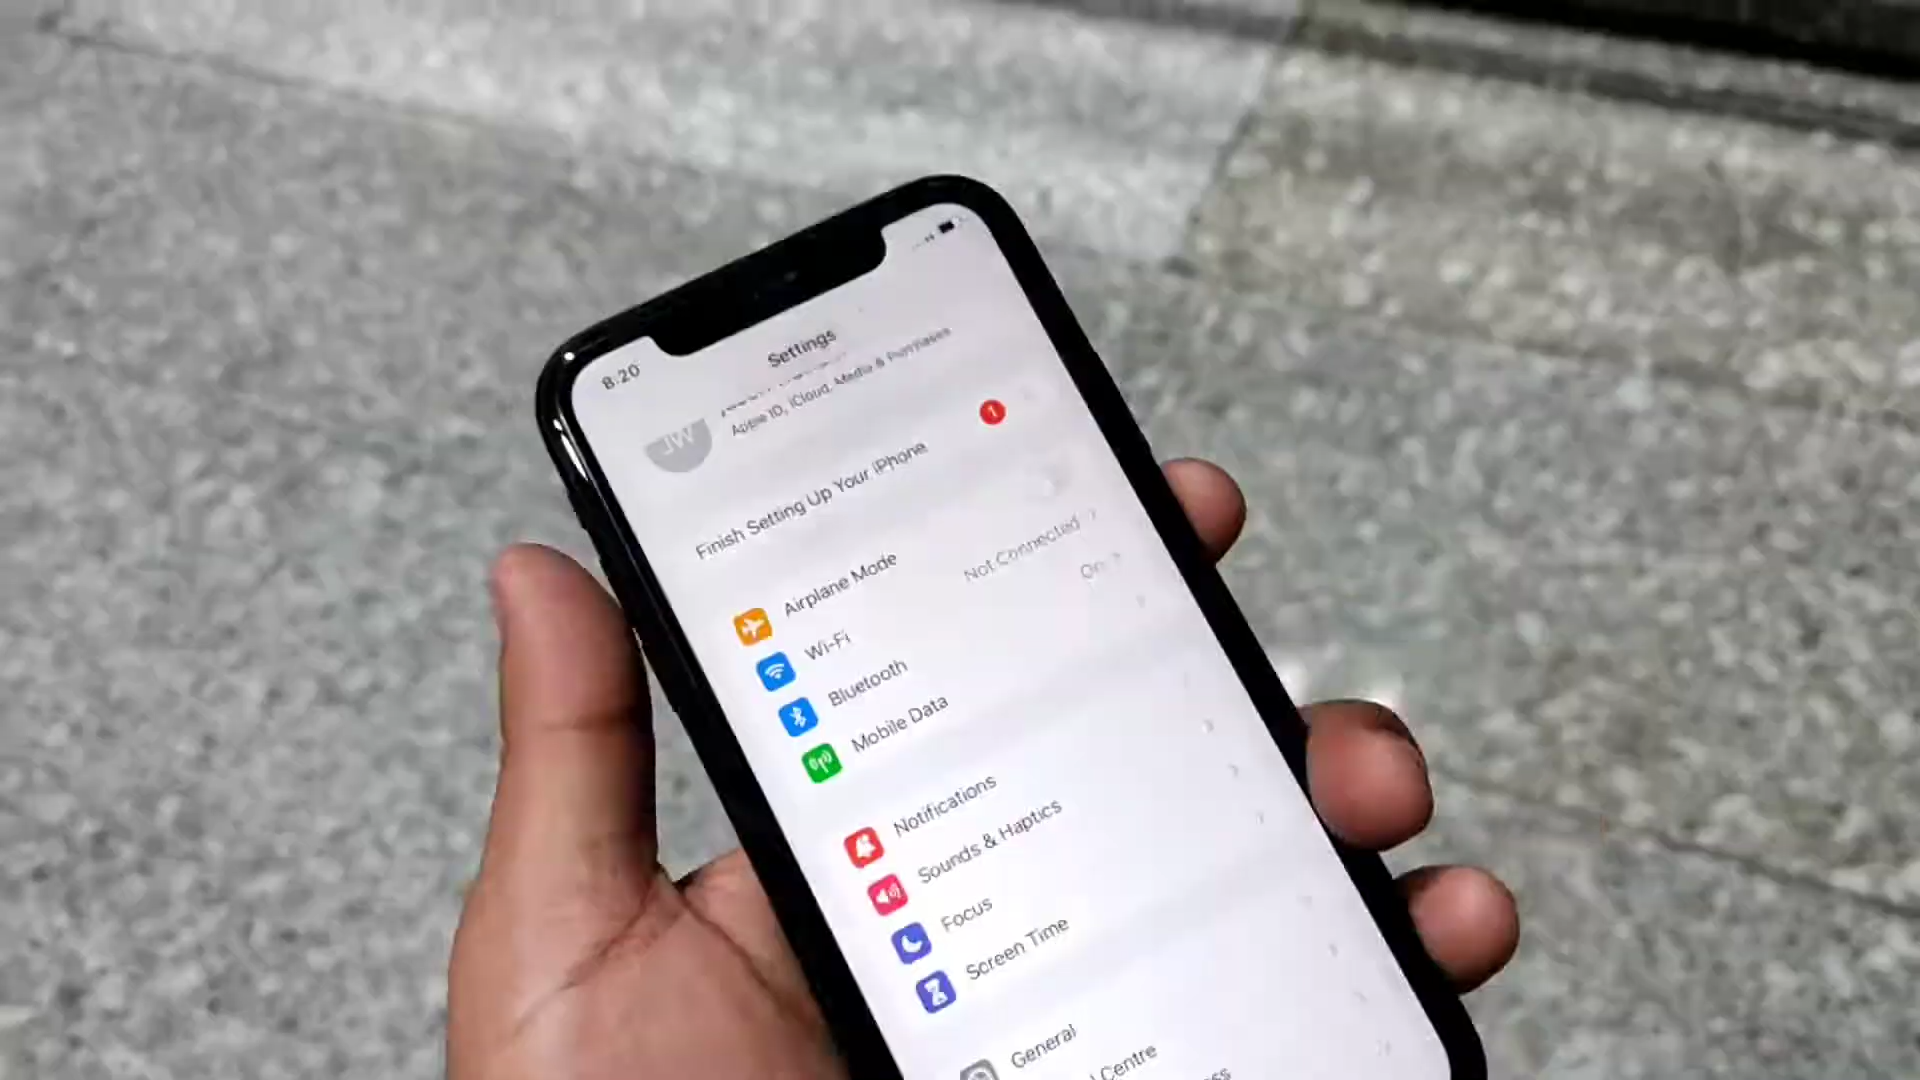 8:20
Settings
JW
Apple ID, iCloud, Media & Purchases
Finish Setting Up Your iPhone
1
Airplane Mode
Wi-Fi
Not Connected
Bluetooth
On
Mobile Data
Notifications
Sounds & Haptics
Focus
Screen Time
General
Centre